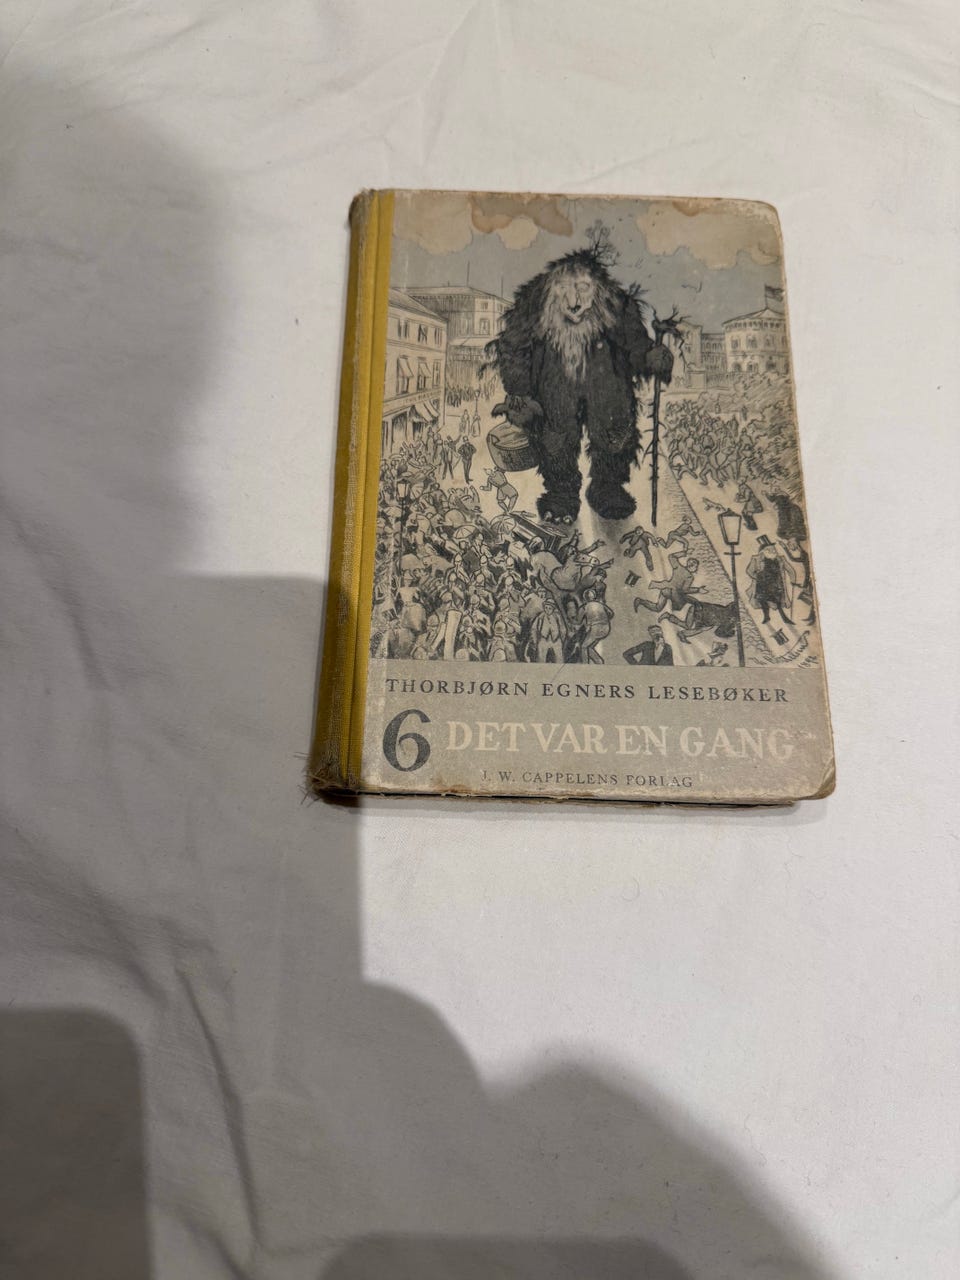 THORBJØRN EGNERS LESEBØKER
6 DET VAR EN GANG
J. W. CAPPELENS FORLAG